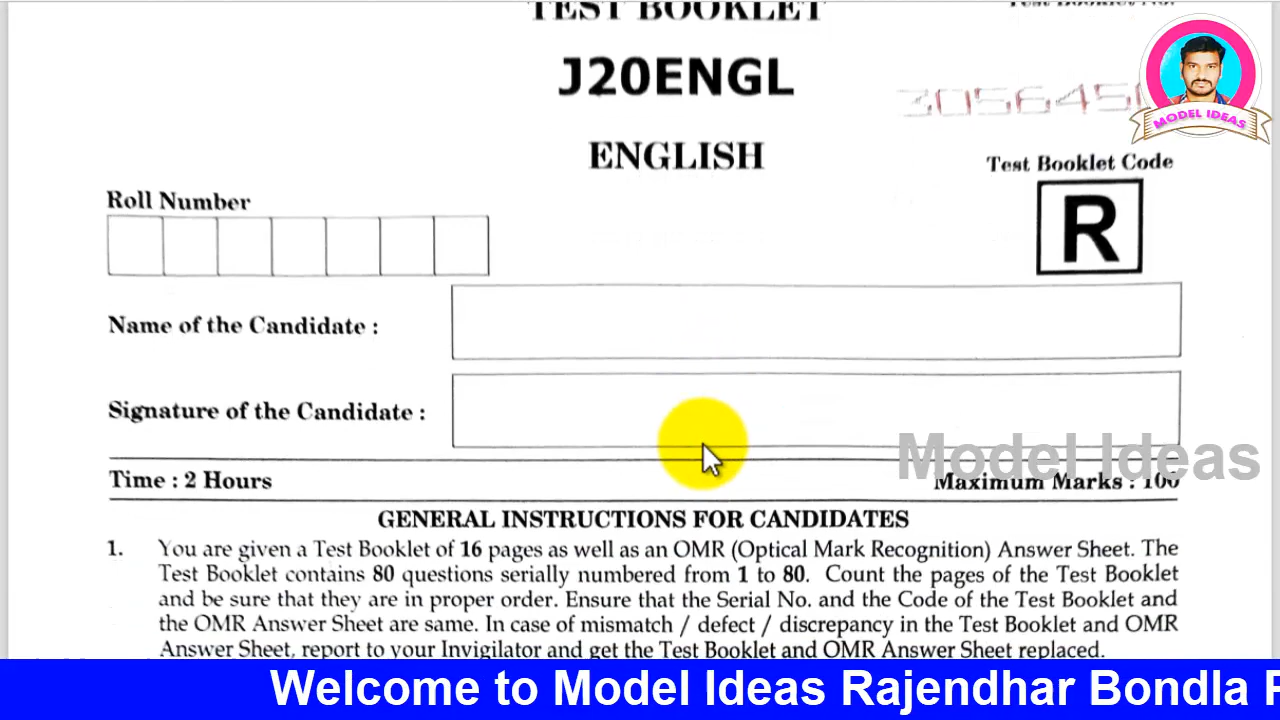 TEST BOOKLET
J20ENGL
ENGLISH
Test Booklet Code
R
Roll Number
Name of the Candidate :
Signature of the Candidate :
Model Ideas
Time : 2 Hours
Maximum Marks : 100
GENERAL INSTRUCTIONS FOR CANDIDATES
1. You are given a Test Booklet of 16 pages as well as an OMR (Optical Mark Recognition) Answer Sheet. The
Test Booklet contains 80 questions serially numbered from 1 to 80. Count the pages of the Test Booklet
and be sure that they are in proper order. Ensure that the Serial No. and the Code of the Test Booklet and
the OMR Answer Sheet are same. In case of mismatch / defect / discrepancy in the Test Booklet and OMR
Answer Sheet, report to your Invigilator and get the Test Booklet and OMR Answer Sheet replaced.
MODEL IDEAS
Welcome to Model Ideas Rajendhar Bondla